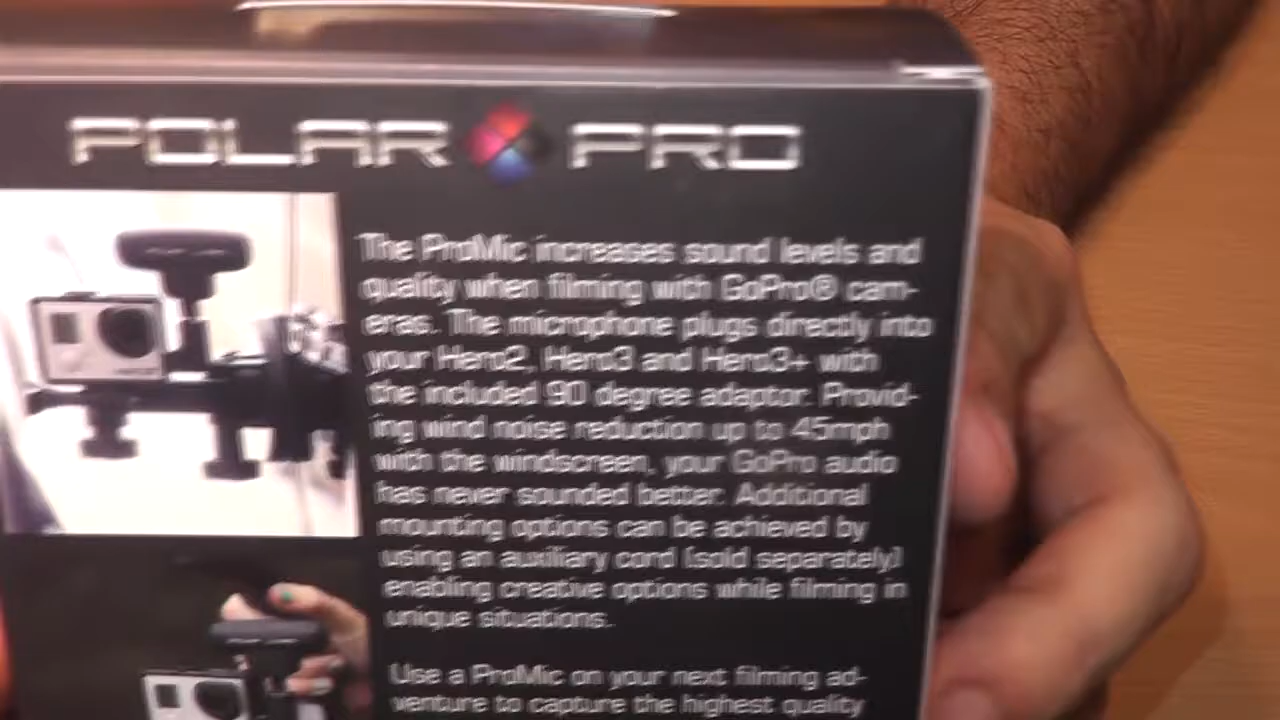 POLAR PRO
The ProMic increases sound levels and
quality when filming with GoPro® cam-
eras. The microphone plugs directly into
your Hero2, Hero3 and Hero3+ with
the included 90 degree adaptor. Provid-
ing wind noise reduction up to 45mph
with the windscreen, your GoPro audio
has never sounded better. Additional
mounting options can be achieved by
using an auxiliary cord (sold separately)
enabling creative options while filming in
unique situations.
Use a ProMic on your next filming ad-
venture to capture the highest quality